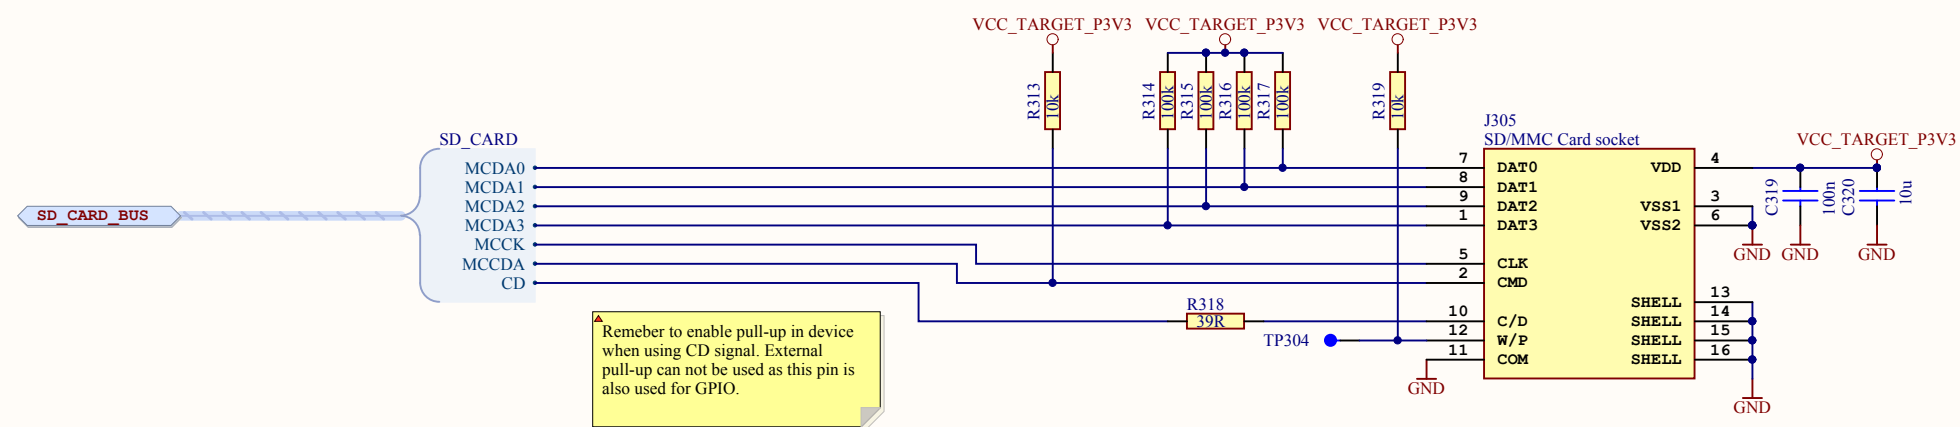 VCC_TARGET_P3V3 VCC_TARGET_P3V3 VCC_TARGET_P3V3
R313 10k R314 100k R315 100k R316 100k R317 100k R319 10k
J305
SD/MMC Card socket
SD_CARD
VCC_TARGET_P3V3
MCDA0 7 DAT0 VDD 4
MCDA1 8 DAT1
MCDA2 9 DAT2 VSS1 3
MCDA3 1 DAT3 VSS2 6
C319 100n C320 10u
SD_CARD_BUS
MCCK 5 CLK
GND GND GND
MCCDA 2 CMD
CD
SHELL 13
R318
39R 10 C/D SHELL 14
TP304 12 W/P SHELL 15
11 COM SHELL 16
GND
GND
Remeber to enable pull-up in device
when using CD signal. External
pull-up can not be used as this pin is
also used for GPIO.